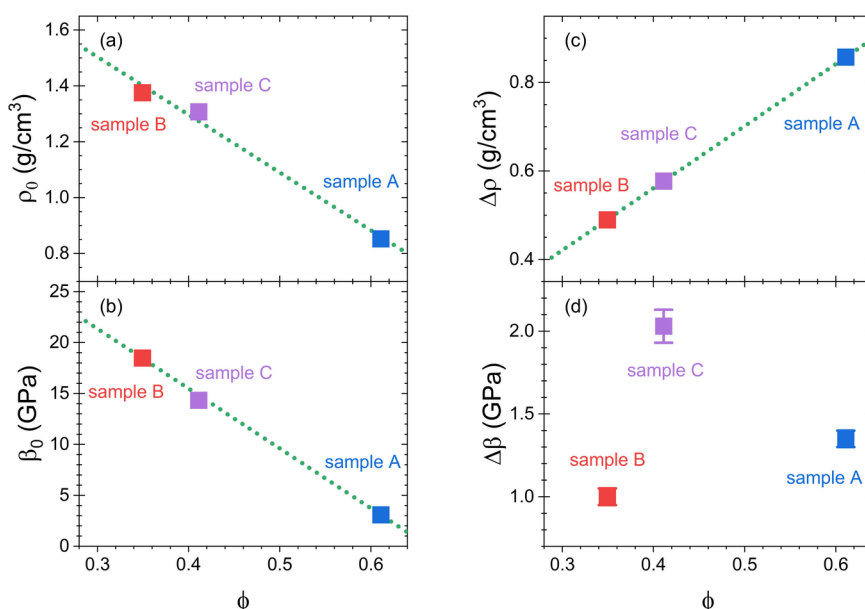 (a)
1.6
1.4
1.2
1.0
0.8
ρ₀ (g/cm³)
sample C
sample B
sample A
(c)
0.8
0.6
0.4
Δρ (g/cm³)
sample A
sample C
sample B
(b)
25
20
15
10
5
0
β₀ (GPa)
sample C
sample B
sample A
0.3 0.4 0.5 0.6
ϕ
(d)
2.0
1.5
1.0
Δβ (GPa)
sample C
sample B
sample A
0.3 0.4 0.5 0.6
ϕ